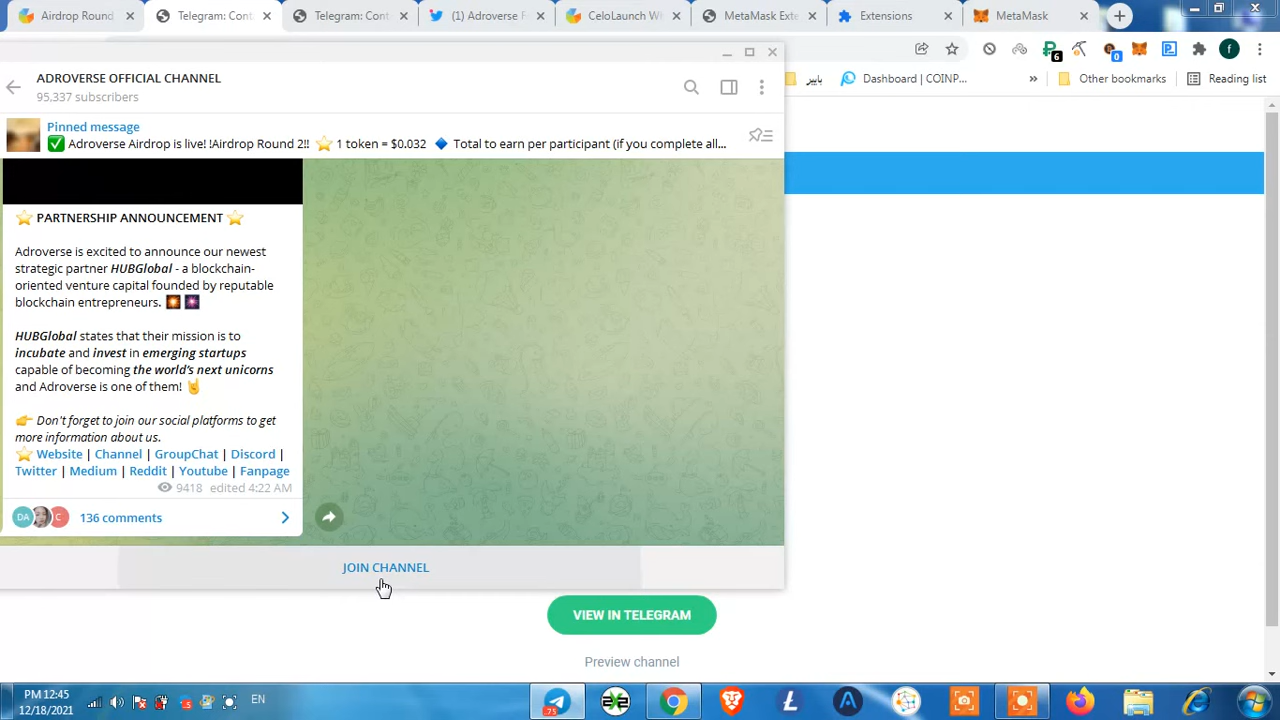 Airdrop Round
Telegram: Cont
Telegram: Cont
(1) Adroverse F
CeloLaunch Wh
MetaMask Exte
Extensions
MetaMask
6
0
f
بايير
Dashboard | COINP...
»
Other bookmarks
Reading list
ADROVERSE OFFICIAL CHANNEL
95,337 subscribers
Pinned message
✅ Adroverse Airdrop is live! !Airdrop Round 2!! ⭐ 1 token = $0.032 🔹 Total to earn per participant (if you complete all...
⭐ PARTNERSHIP ANNOUNCEMENT ⭐
Adroverse is excited to announce our newest
strategic partner HUBGlobal - a blockchain-
oriented venture capital founded by reputable
blockchain entrepreneurs. 💥 🎆
HUBGlobal states that their mission is to
incubate and invest in emerging startups
capable of becoming the world's next unicorns
and Adroverse is one of them! 🤘
👉 Don't forget to join our social platforms to get
more information about us.
⭐ Website | Channel | GroupChat | Discord |
Twitter | Medium | Reddit | Youtube | Fanpage
9418 edited 4:22 AM
DA C 136 comments
JOIN CHANNEL
VIEW IN TELEGRAM
Preview channel
PM 12:45
12/18/2021
EN
75